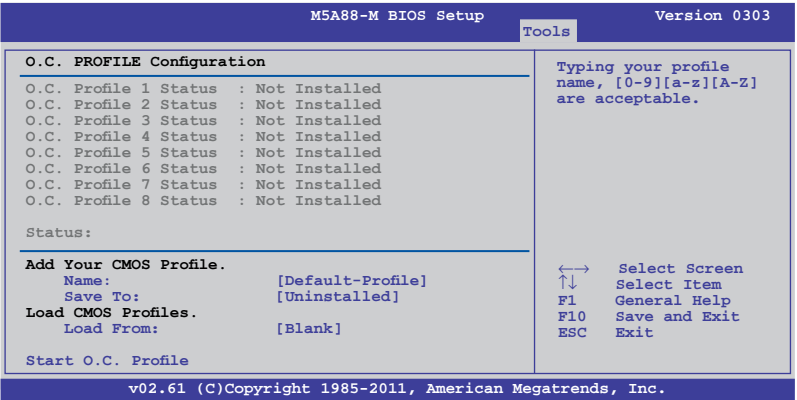 M5A88-M BIOS Setup Version 0303
Tools
O.C. PROFILE Configuration
O.C. Profile 1 Status : Not Installed
O.C. Profile 2 Status : Not Installed
O.C. Profile 3 Status : Not Installed
O.C. Profile 4 Status : Not Installed
O.C. Profile 5 Status : Not Installed
O.C. Profile 6 Status : Not Installed
O.C. Profile 7 Status : Not Installed
O.C. Profile 8 Status : Not Installed
Status:
Add Your CMOS Profile.
Name: [Default-Profile]
Save To: [Uninstalled]
Load CMOS Profiles.
Load From: [Blank]
Start O.C. Profile
Typing your profile
name, [0-9][a-z][A-Z]
are acceptable.
←→ Select Screen
↑↓ Select Item
F1 General Help
F10 Save and Exit
ESC Exit
v02.61 (C)Copyright 1985-2011, American Megatrends, Inc.